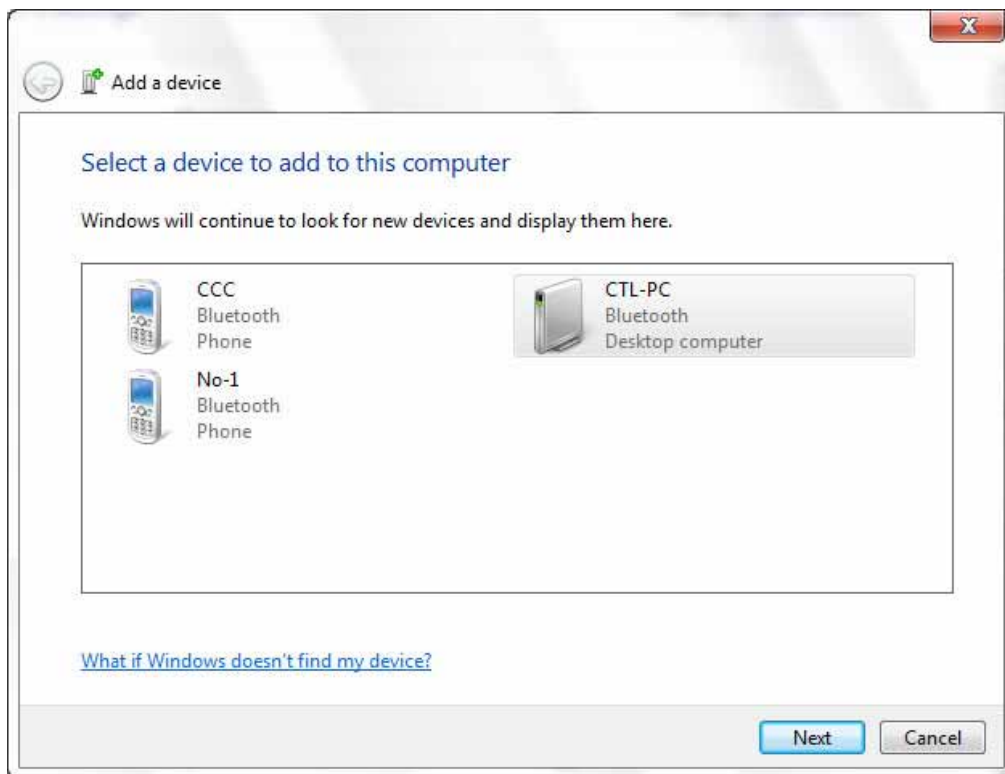 Add a device
Select a device to add to this computer
Windows will continue to look for new devices and display them here.
CCC
Bluetooth
Phone
CTL-PC
Bluetooth
Desktop computer
No-1
Bluetooth
Phone
What if Windows doesn't find my device?
Next
Cancel